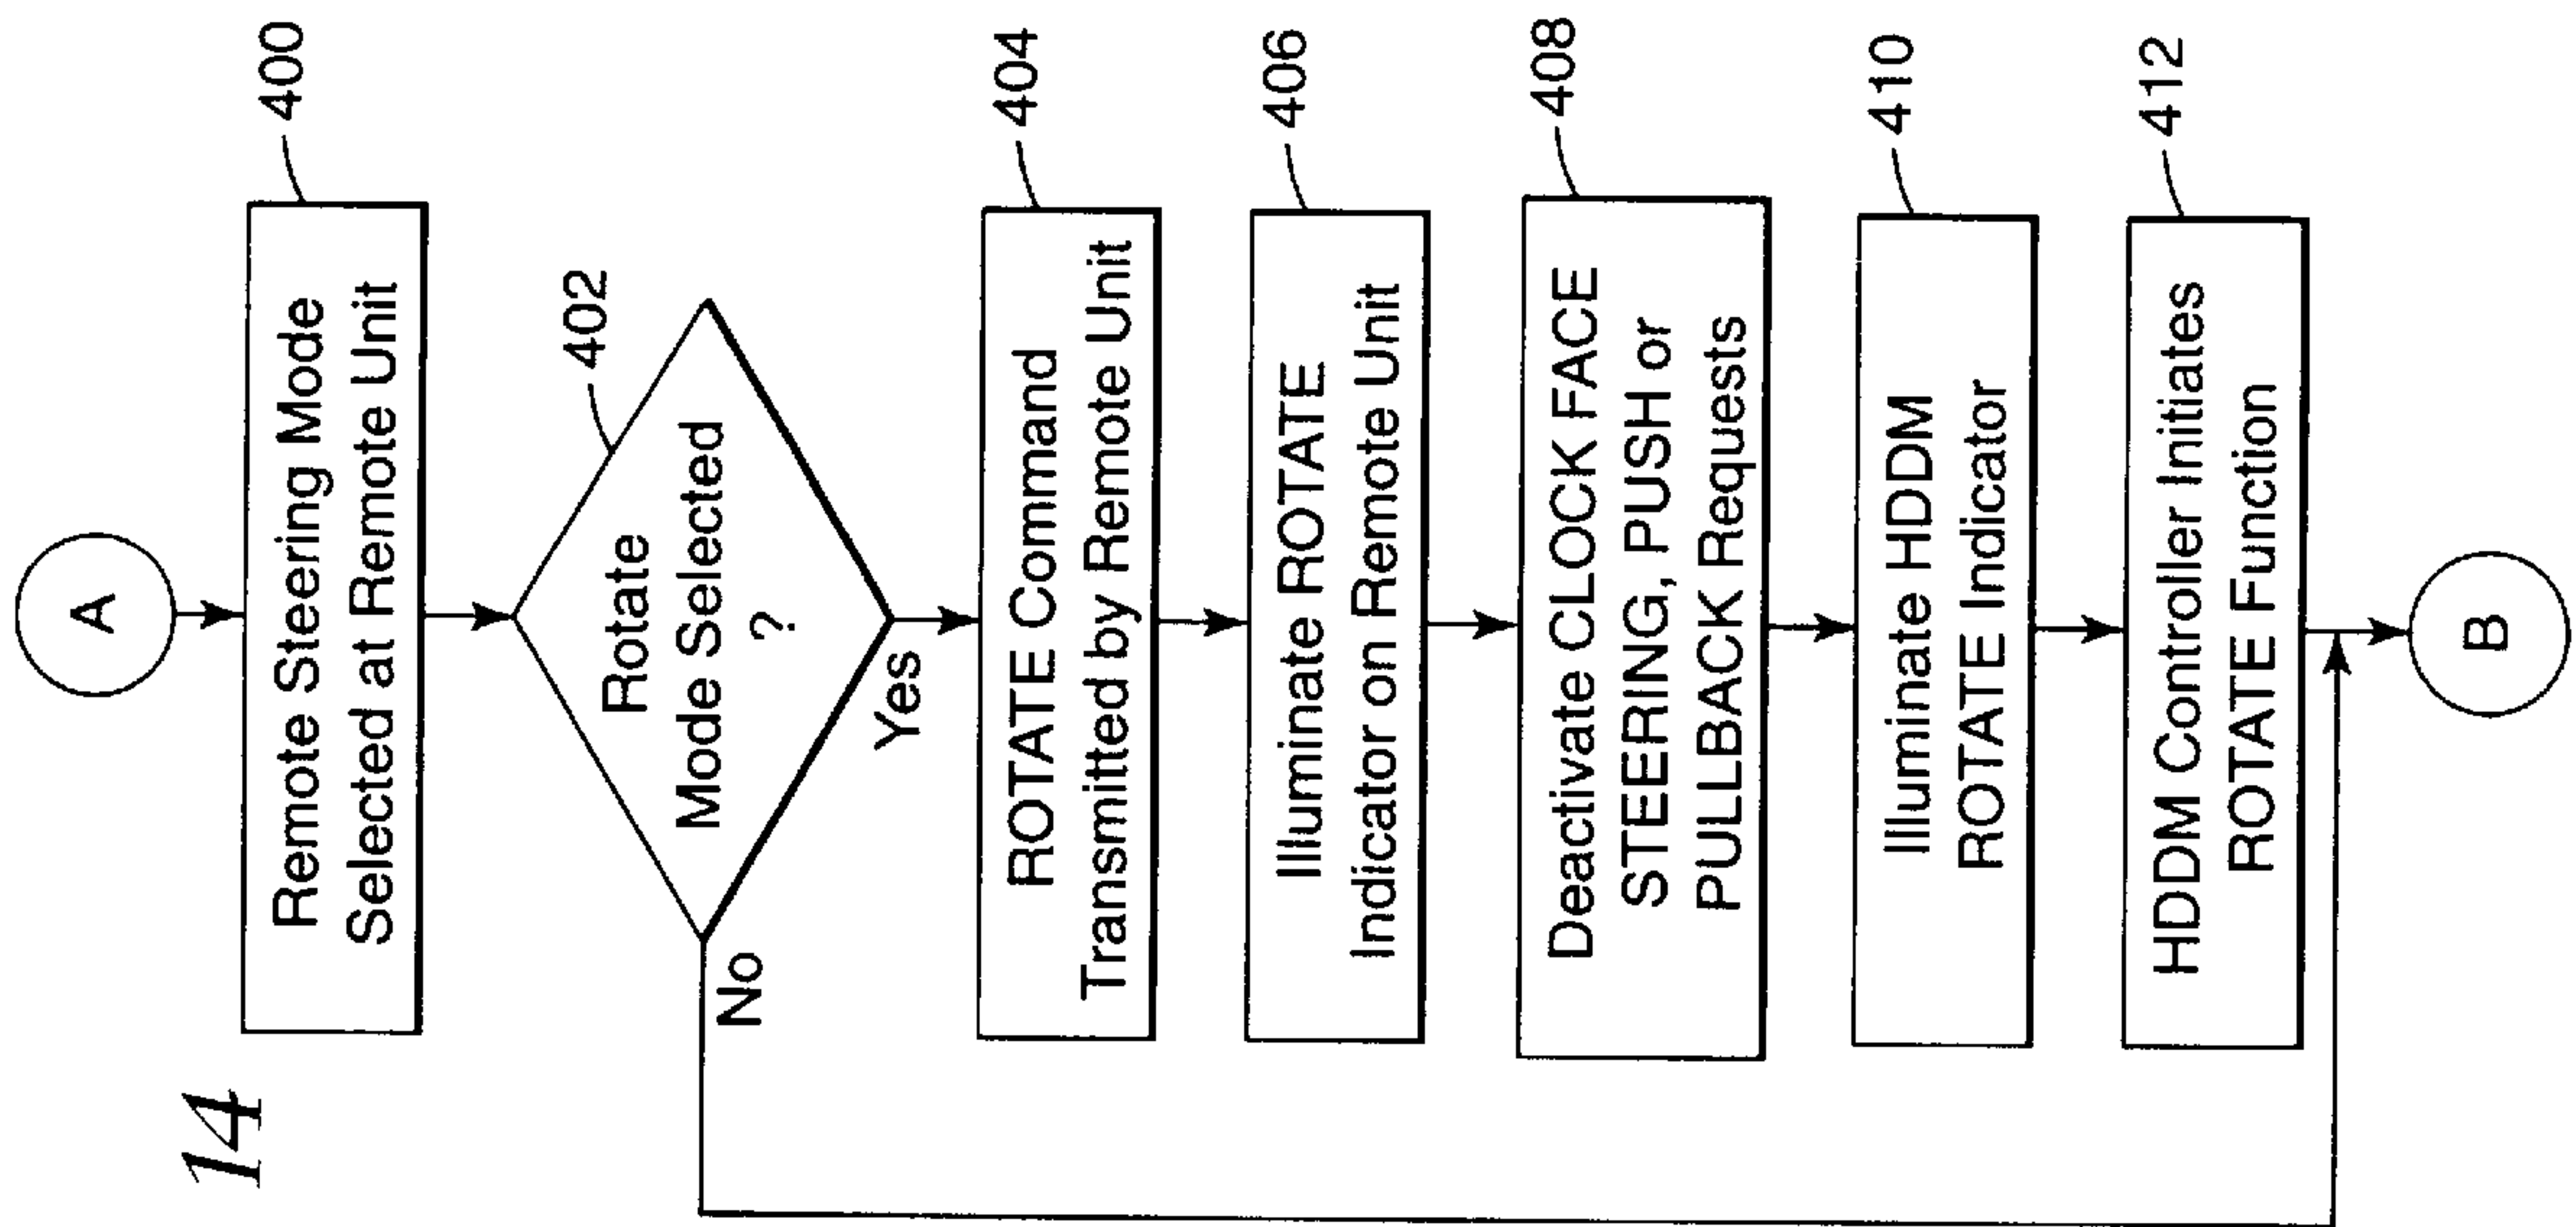 14
A
400
Remote Steering Mode
Selected at Remote Unit
402
Rotate
Mode Selected
?
No
Yes
404
ROTATE Command
Transmitted by Remote Unit
406
Illuminate ROTATE
Indicator on Remote Unit
408
Deactivate CLOCK FACE
STEERING, PUSH or
PULLBACK Requests
410
Illuminate HDDM
ROTATE Indicator
412
HDDM Controller Initiates
ROTATE Function
B